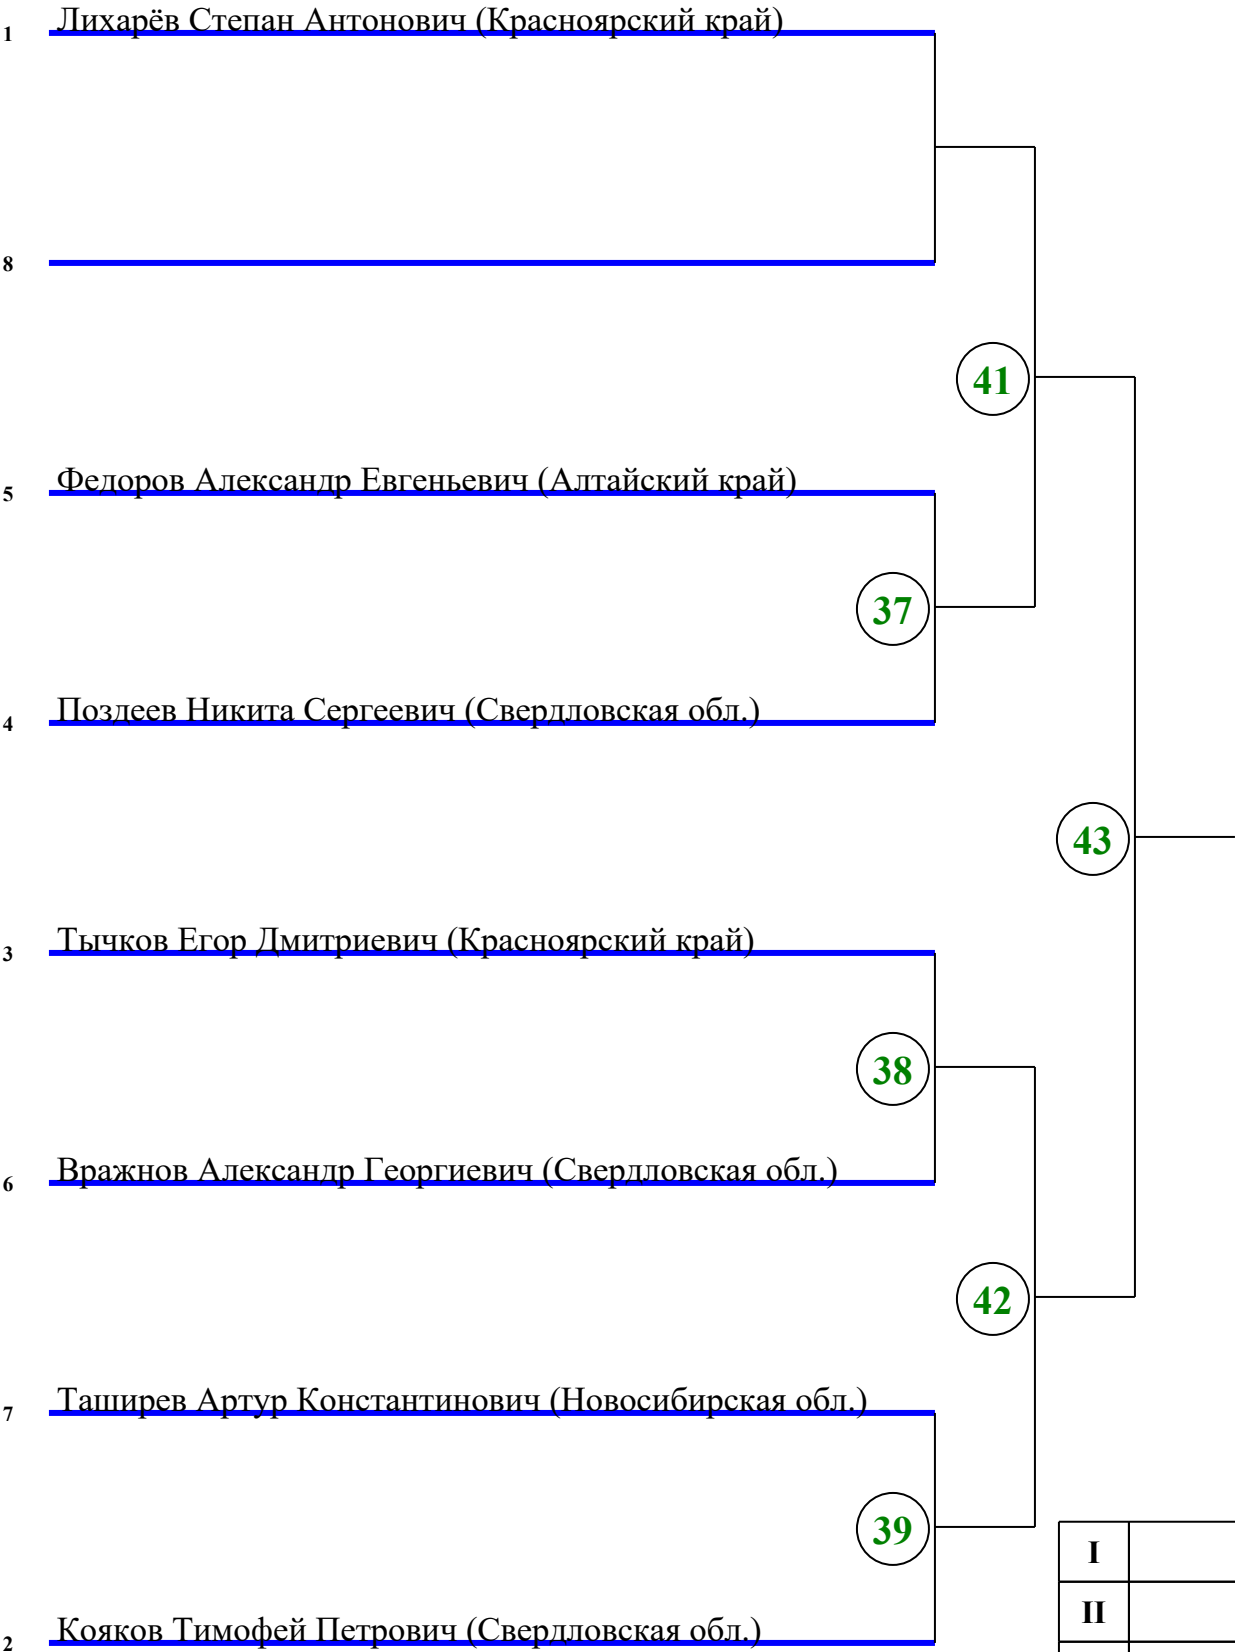 1 Лихарёв Степан Антонович (Красноярский край)
8
41
5 Федоров Александр Евгеньевич (Алтайский край)
37
4 Поздеев Никита Сергеевич (Свердловская обл.)
43
3 Тычков Егор Дмитриевич (Красноярский край)
38
6 Вражнов Александр Георгиевич (Свердловская обл.)
42
7 Таширев Артур Константинович (Новосибирская обл.)
39
I
II
2 Кояков Тимофей Петрович (Свердловская обл.)